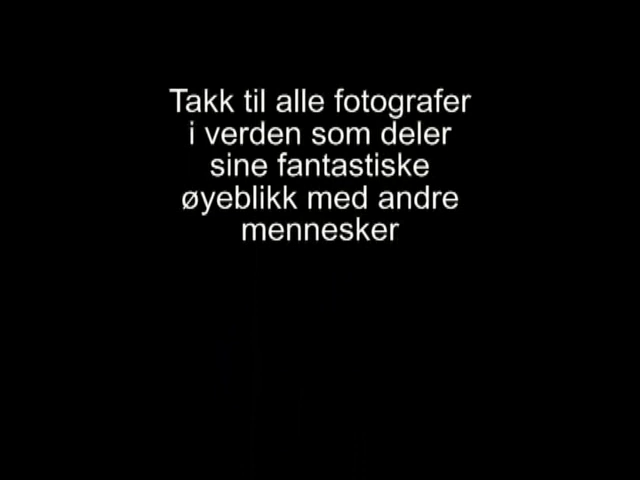 Takk til alle fotografer
i verden som deler
sine fantastiske
øyeblikk med andre
mennesker